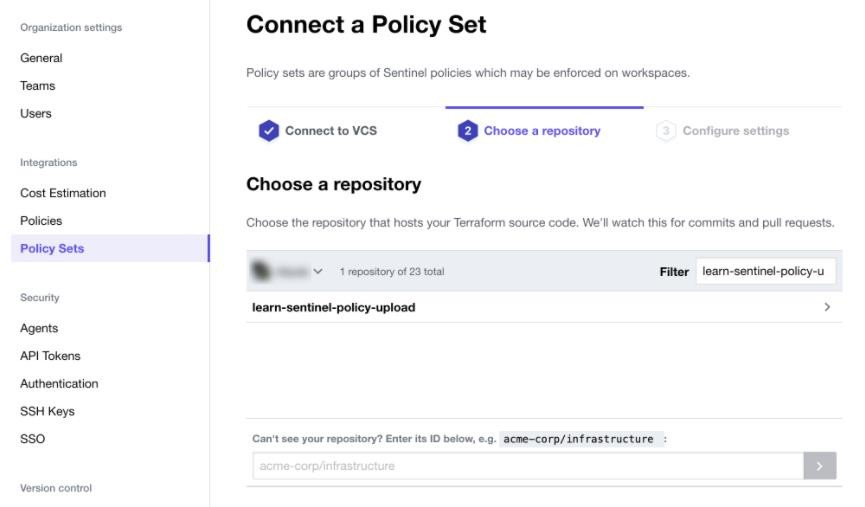 Organization settings
General
Teams
Users
Integrations
Cost Estimation
Policies
Policy Sets
Security
Agents
API Tokens
Authentication
SSH Keys
SSO
Version control
Connect a Policy Set
Policy sets are groups of Sentinel policies which may be enforced on workspaces.
Connect to VCS
2 Choose a repository
3 Configure settings
Choose a repository
Choose the repository that hosts your Terraform source code. We'll watch this for commits and pull requests.
1 repository of 23 total
Filter learn-sentinel-policy-u
learn-sentinel-policy-upload
Can't see your repository? Enter its ID below, e.g. acme-corp/infrastructure :
acme-corp/infrastructure